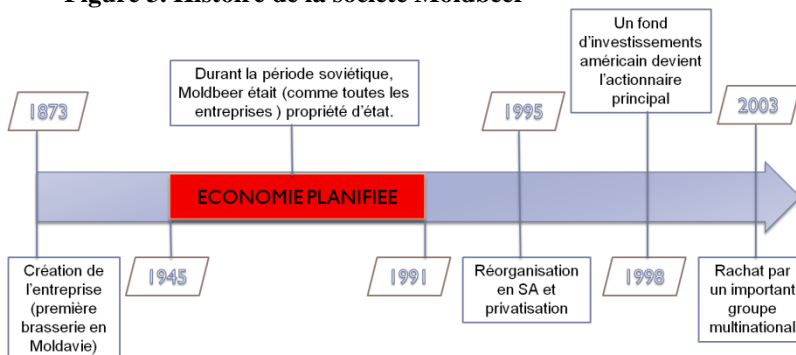 Figure 3. Histoire de la société Moldbeer
Un fond
d'investissements
américain devient
l'actionnaire
principal
Durant la période soviétique,
Moldbeer était (comme toutes les
entreprises ) propriété d'état.
1873
1995
2003
ECONOMIE PLANIFIEE
Création de
l'entreprise
(première
brasserie en
Moldavie)
1945
1991
Réorganisation
en SA et
privatisation
1998
Rachat par
un important
groupe
multinational